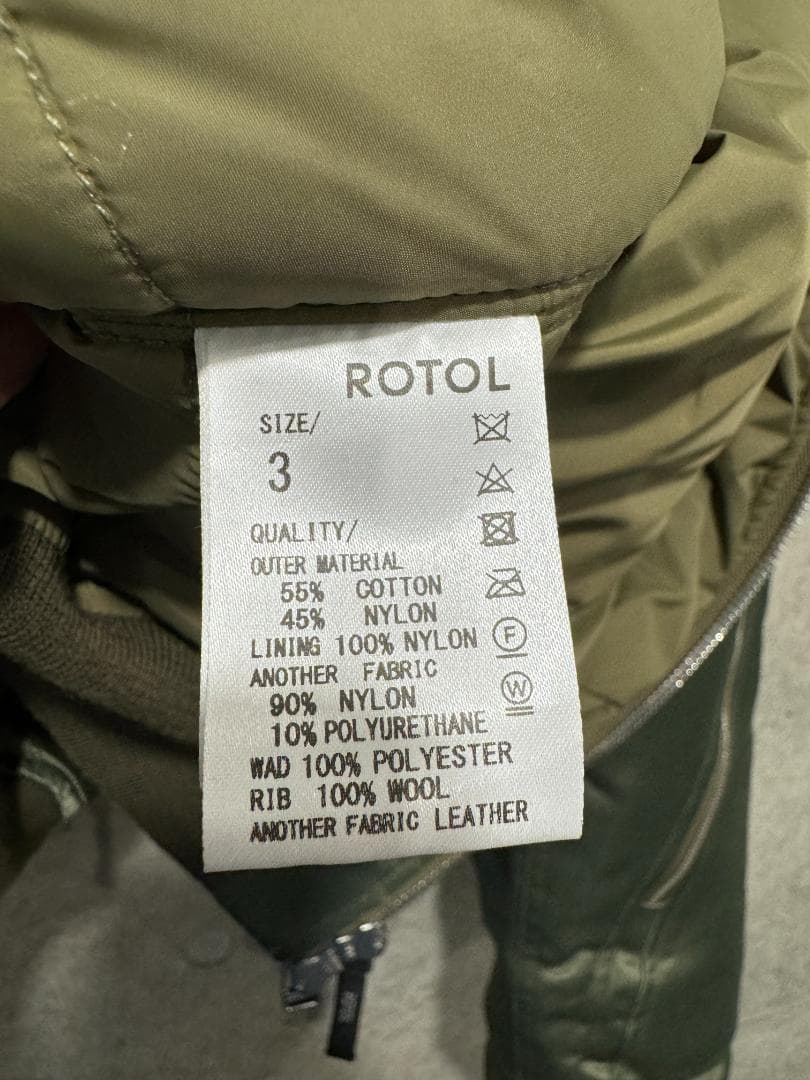 ROTOL
SIZE/
3
QUALITY/
OUTER MATERIAL
55% COTTON
45% NYLON
LINING 100% NYLON
F
ANOTHER FABRIC
90% NYLON
W
10% POLYURETHANE
WAD 100% POLYESTER
RIB 100% WOOL
ANOTHER FABRIC LEATHER